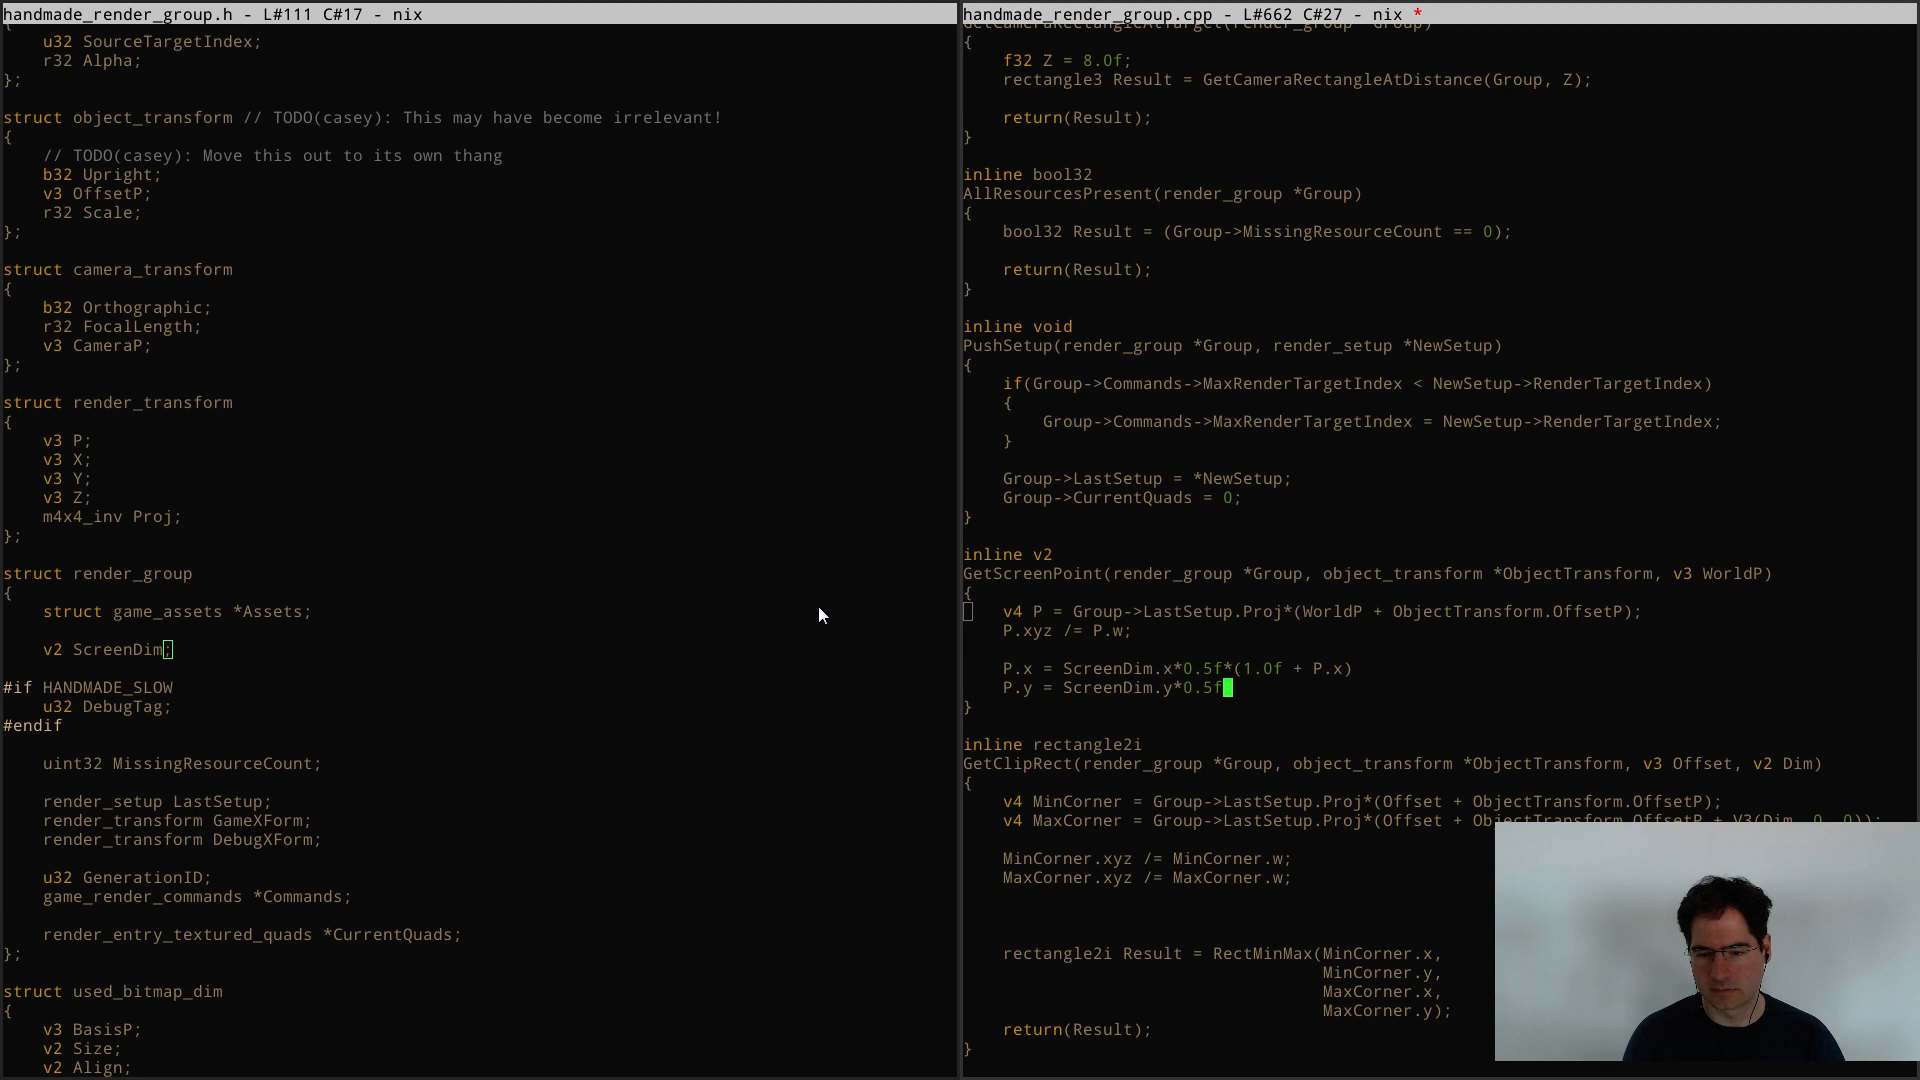 handmade_render_group.h - L#111 C#17 - nix
{
    u32 SourceTargetIndex;
    r32 Alpha;
};

struct object_transform // TODO(casey): This may have become irrelevant!
{
    // TODO(casey): Move this out to its own thang
    b32 Upright;
    v3 OffsetP;
    r32 Scale;
};

struct camera_transform
{
    b32 Orthographic;
    r32 FocalLength;
    v3 CameraP;
};

struct render_transform
{
    v3 P;
    v3 X;
    v3 Y;
    v3 Z;
    m4x4_inv Proj;
};

struct render_group
{
    struct game_assets *Assets;

    v2 ScreenDim;

#if HANDMADE_SLOW
    u32 DebugTag;
#endif

    uint32 MissingResourceCount;

    render_setup LastSetup;
    render_transform GameXForm;
    render_transform DebugXForm;

    u32 GenerationID;
    game_render_commands *Commands;

    render_entry_textured_quads *CurrentQuads;
};

struct used_bitmap_dim
{
    v3 BasisP;
    v2 Size;
    v2 Align;
handmade_render_group.cpp - L#662 C#27 - nix *
GetCameraRectangleAtTarget(render_group *Group)
{
    f32 Z = 8.0f;
    rectangle3 Result = GetCameraRectangleAtDistance(Group, Z);

    return(Result);
}

inline bool32
AllResourcesPresent(render_group *Group)
{
    bool32 Result = (Group->MissingResourceCount == 0);

    return(Result);
}

inline void
PushSetup(render_group *Group, render_setup *NewSetup)
{
    if(Group->Commands->MaxRenderTargetIndex < NewSetup->RenderTargetIndex)
    {
        Group->Commands->MaxRenderTargetIndex = NewSetup->RenderTargetIndex;
    }

    Group->LastSetup = *NewSetup;
    Group->CurrentQuads = 0;
}

inline v2
GetScreenPoint(render_group *Group, object_transform *ObjectTransform, v3 WorldP)
{
    v4 P = Group->LastSetup.Proj*(WorldP + ObjectTransform.OffsetP);
    P.xyz /= P.w;

    P.x = ScreenDim.x*0.5f*(1.0f + P.x)
    P.y = ScreenDim.y*0.5f
}

inline rectangle2i
GetClipRect(render_group *Group, object_transform *ObjectTransform, v3 Offset, v2 Dim)
{
    v4 MinCorner = Group->LastSetup.Proj*(Offset + ObjectTransform.OffsetP);
    v4 MaxCorner = Group->LastSetup.Proj*(Offset + ObjectTransform.OffsetP + V3(Dim, 0, 0));

    MinCorner.xyz /= MinCorner.w;
    MaxCorner.xyz /= MaxCorner.w;

    rectangle2i Result = RectMinMax(MinCorner.x,
                                    MinCorner.y,
                                    MaxCorner.x,
                                    MaxCorner.y);
    return(Result);
}